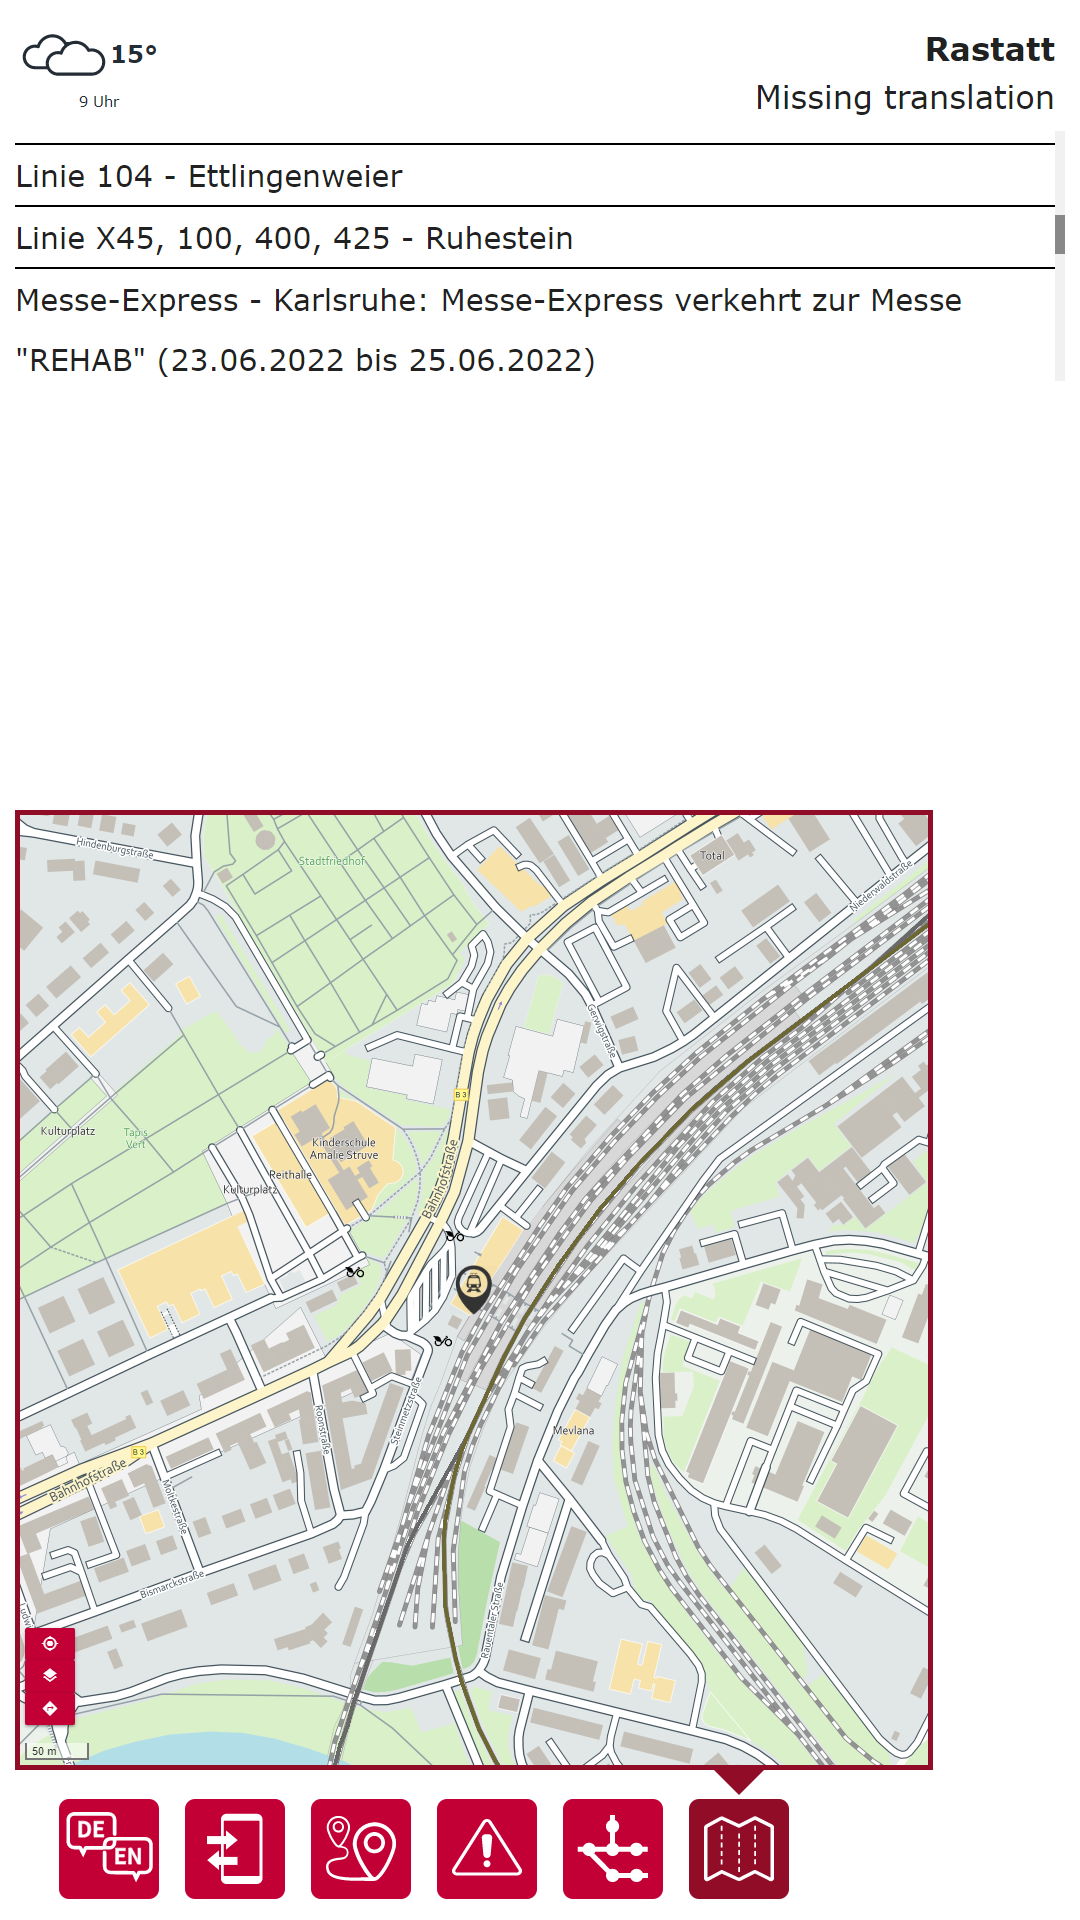 15°
9 Uhr
Rastatt
Missing translation
Linie 104 - Ettlingenweier
Linie X45, 100, 400, 425 - Ruhestein
Messe-Express - Karlsruhe: Messe-Express verkehrt zur Messe
"REHAB" (23.06.2022 bis 25.06.2022)
Hindenburgstraße
Stadtfriedhof
Total
Niederwaldstraße
Gerwigstraße
B 3
Kulturplatz
Tapis
Vert
Kinderschule
Amalie Struve
Reithalle
Kulturplatz
Bahnhofstraße
Steinmetzstraße
Roonstraße
Mevlana
B 3
Bahnhofstraße
Moltkestraße
Bismarckstraße
Rauentaler Straße
50 m
DE
EN